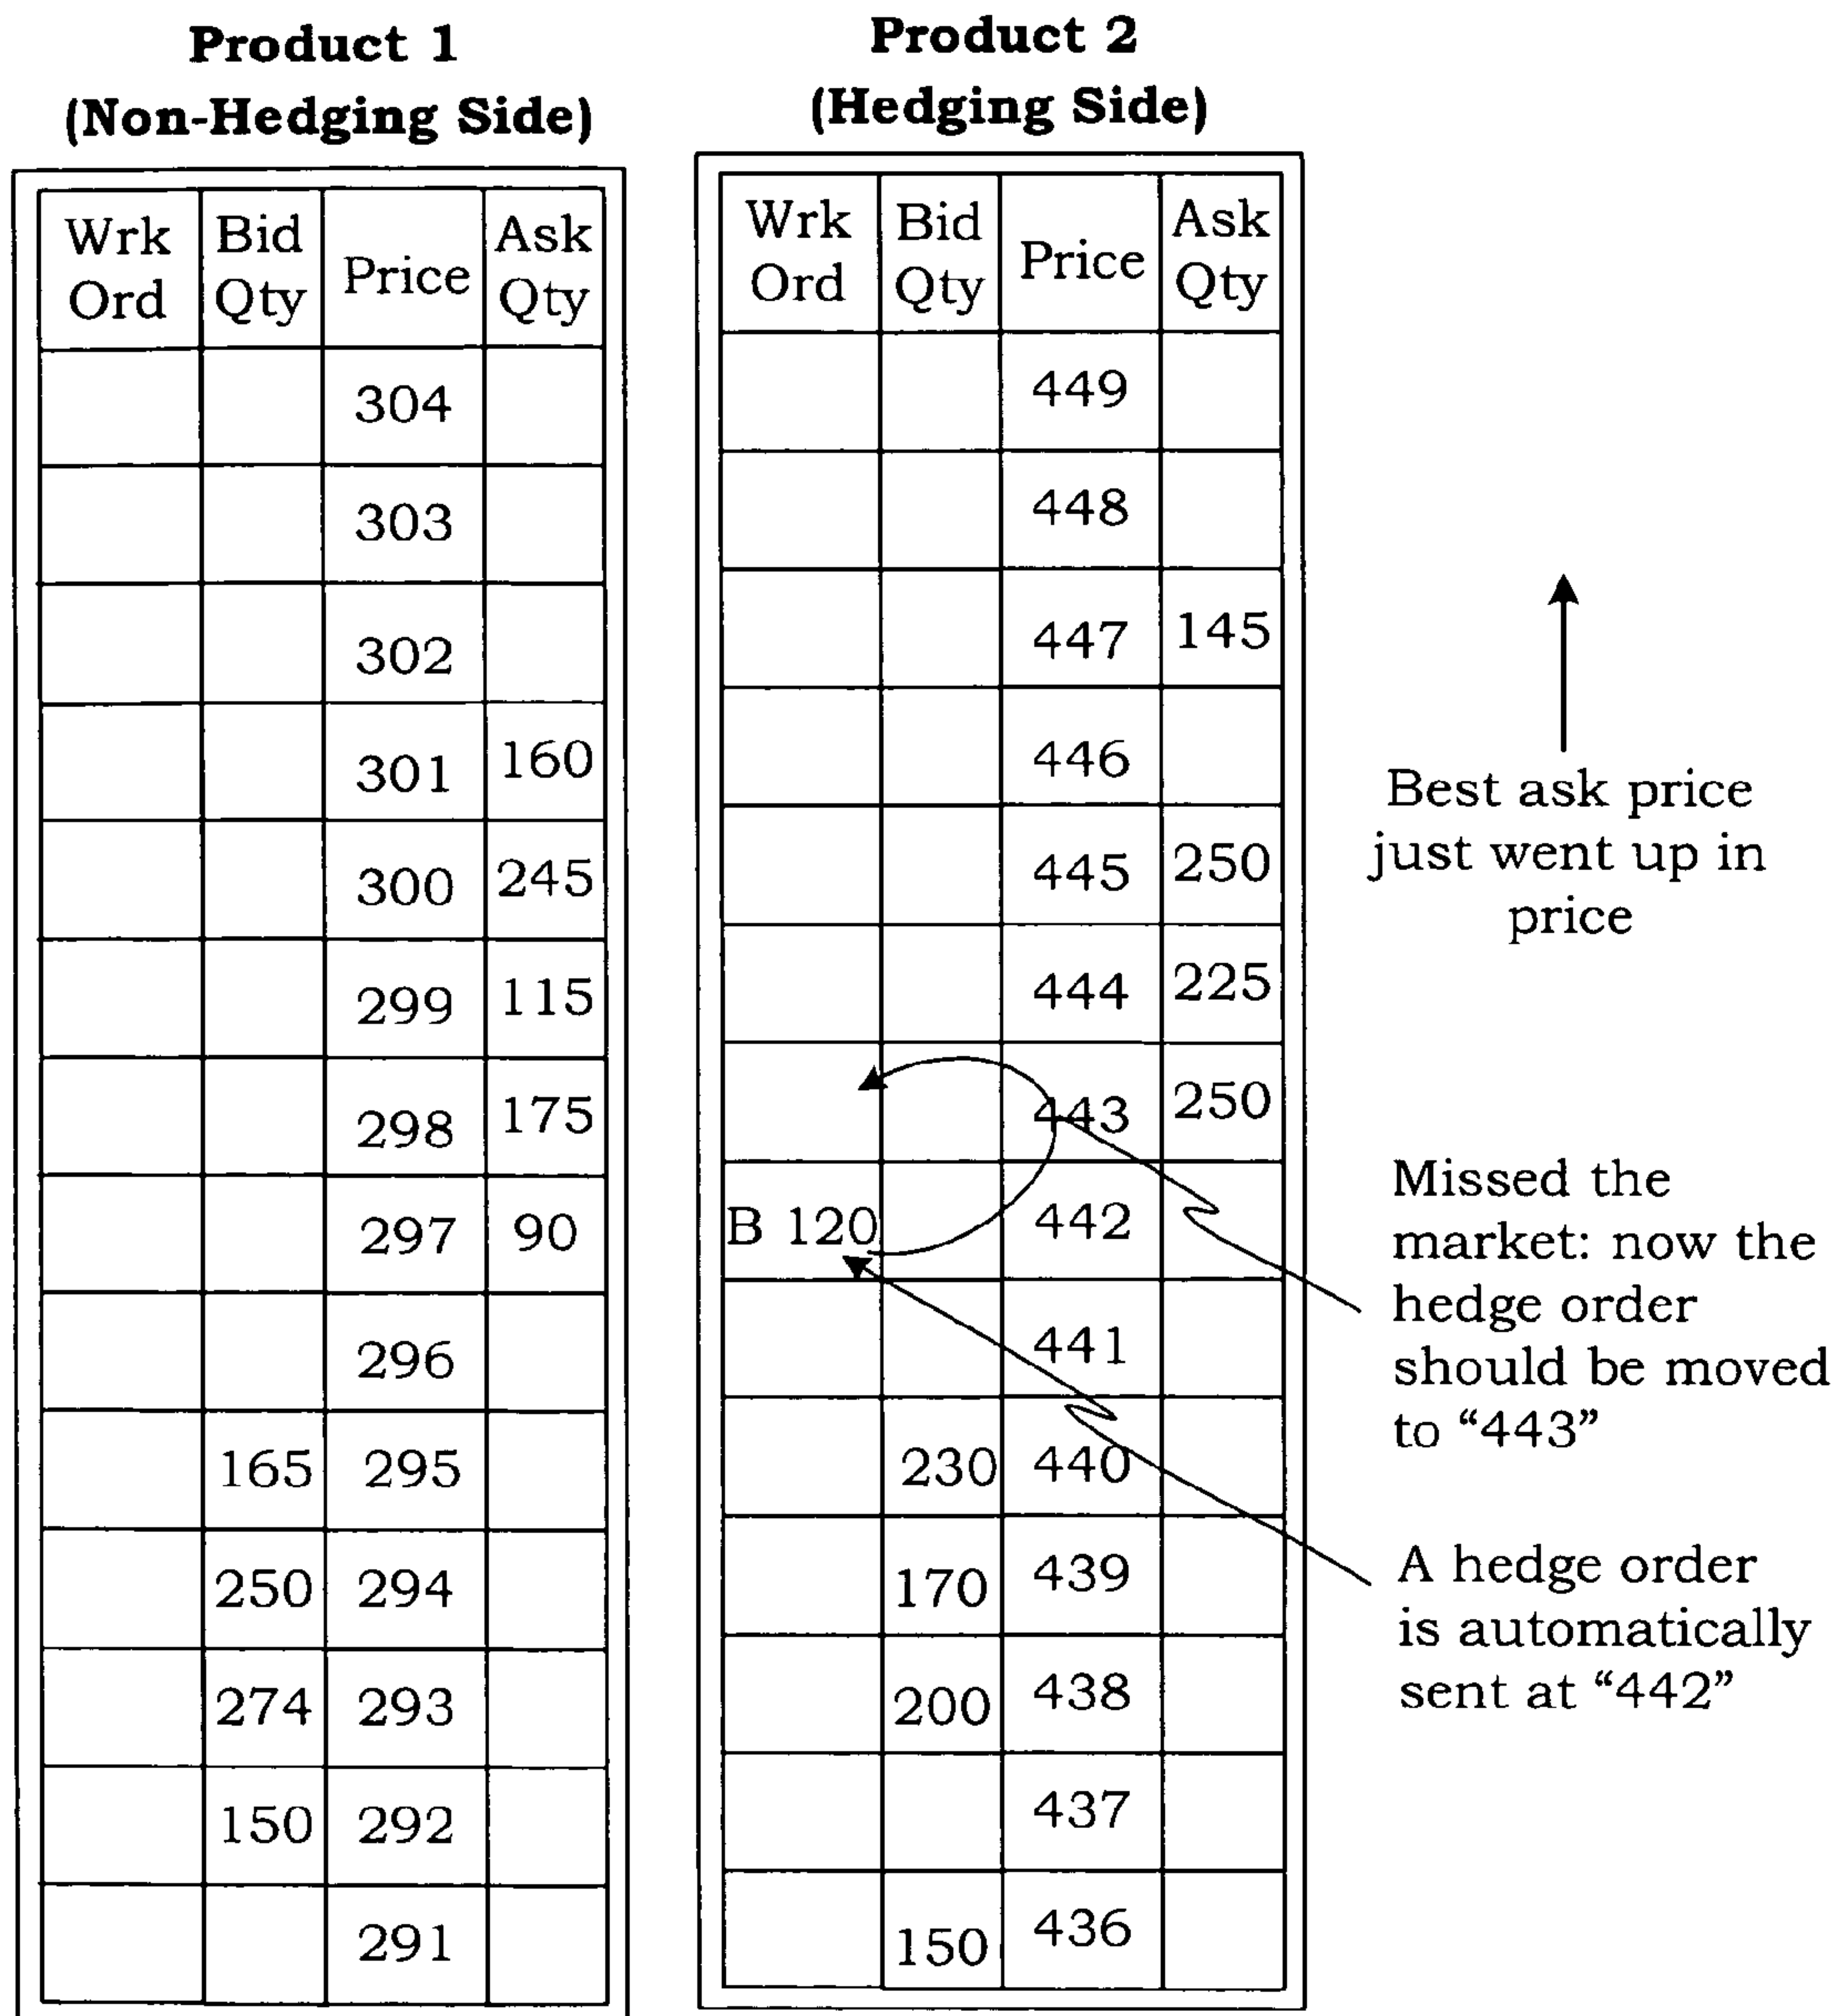 Product 1
(Non-Hedging Side)
Wrk Ord Bid Qty Price Ask Qty
304
303
302
301 160
300 245
299 115
298 175
297 90
296
165 295
250 294
274 293
150 292
291
Product 2
(Hedging Side)
Wrk Ord Bid Qty Price Ask Qty
449
448
447 145
446
445 250
444 225
443 250
B 120 442
441
230 440
170 439
200 438
437
150 436
Best ask price
just went up in
price
Missed the
market: now the
hedge order
should be moved
to “443”
A hedge order
is automatically
sent at “442”